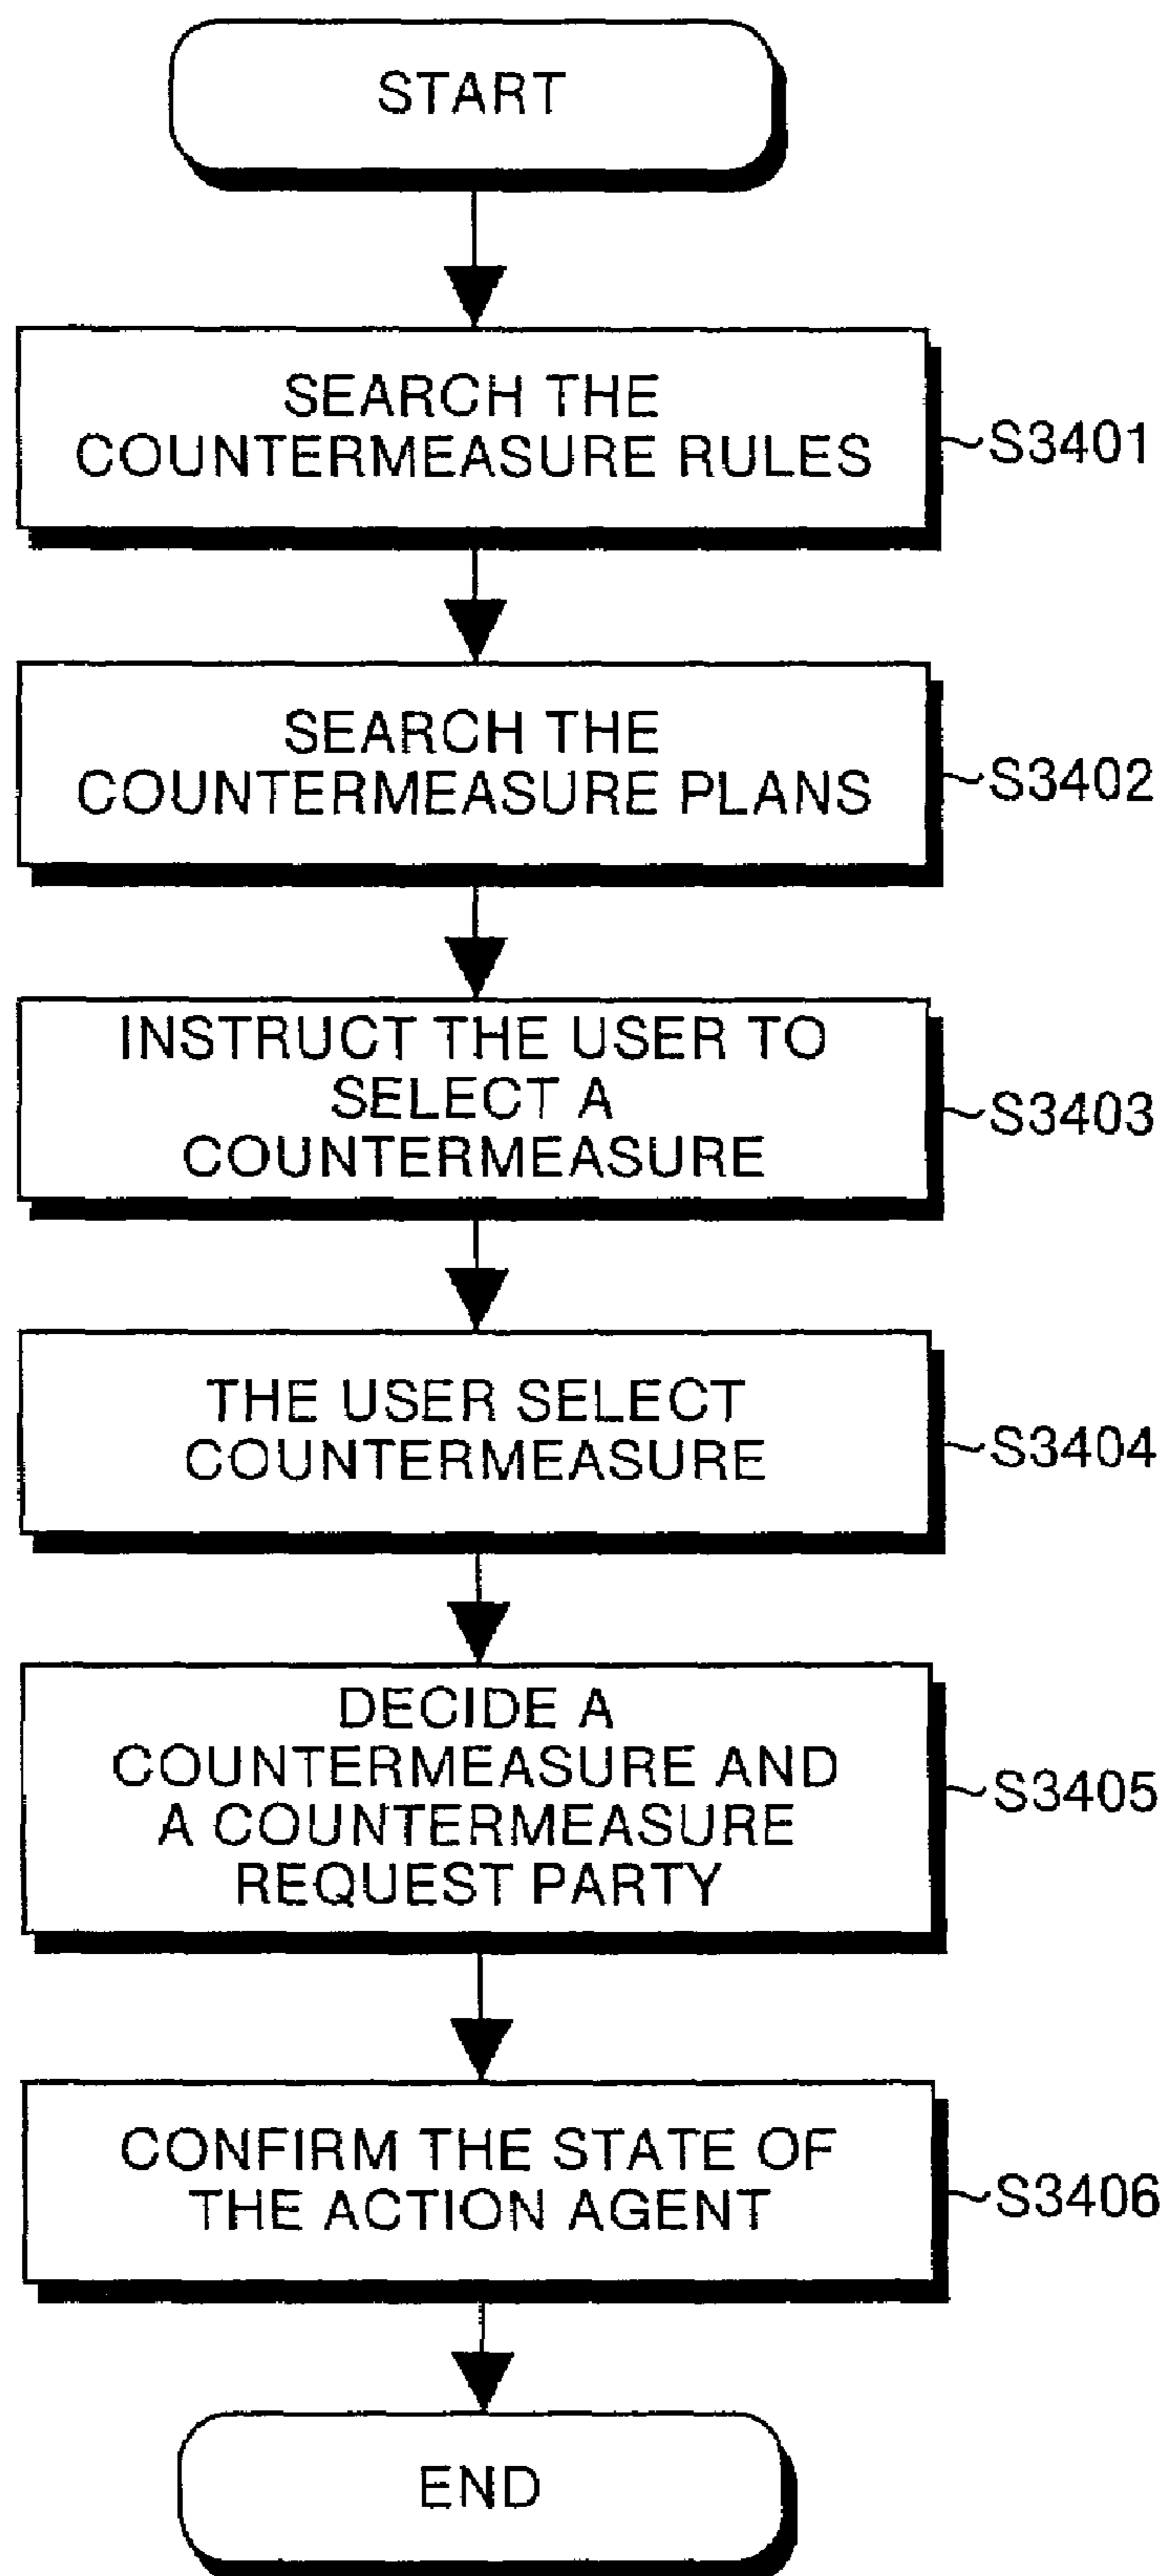 START
SEARCH THE
COUNTERMEASURE RULES
S3401
SEARCH THE
COUNTERMEASURE PLANS
S3402
INSTRUCT THE USER TO
SELECT A
COUNTERMEASURE
S3403
THE USER SELECT
COUNTERMEASURE
S3404
DECIDE A
COUNTERMEASURE AND
A COUNTERMEASURE
REQUEST PARTY
S3405
CONFIRM THE STATE OF
THE ACTION AGENT
S3406
END